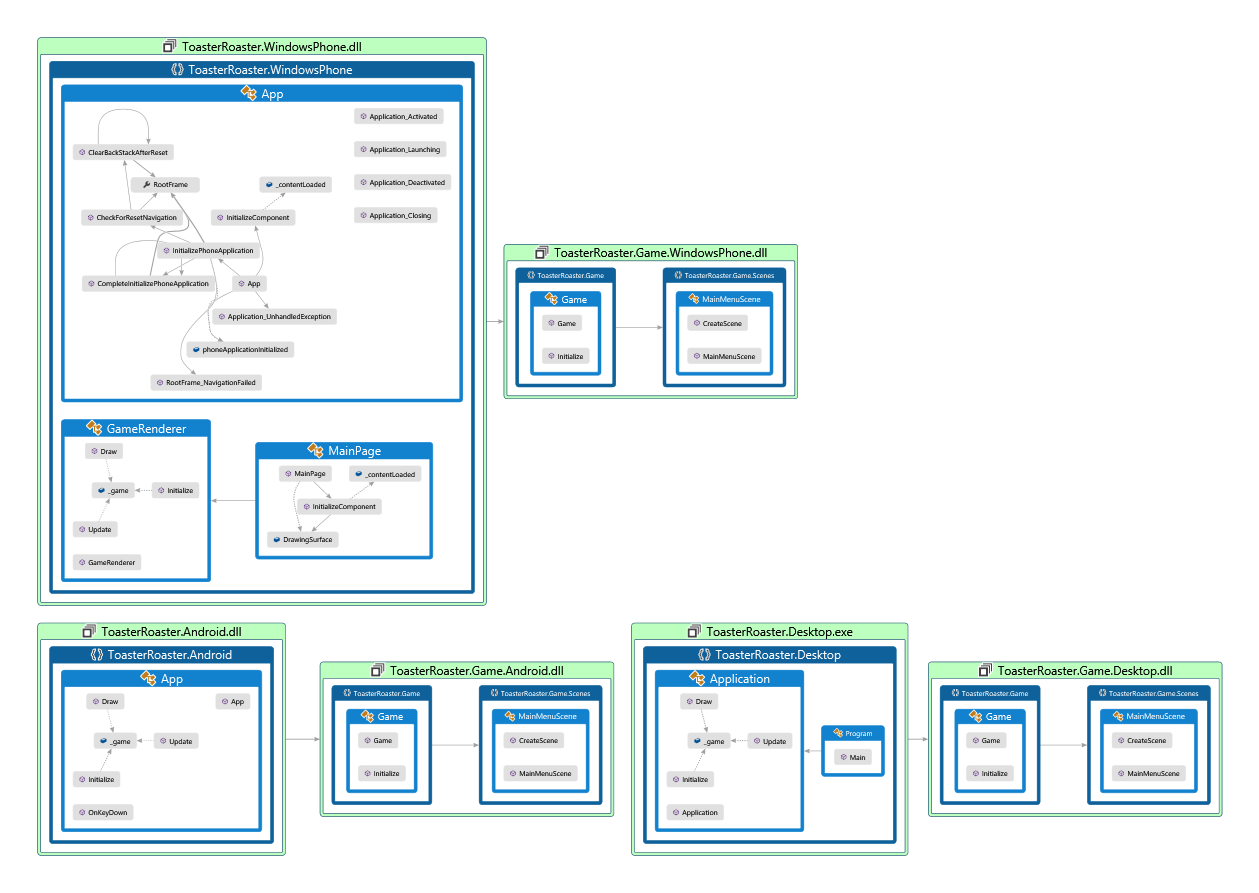 ToasterRoaster.WindowsPhone.dll
ToasterRoaster.WindowsPhone
App
Application_Activated
ClearBackStackAfterReset
Application_Launching
RootFrame
_contentLoaded
Application_Deactivated
CheckForResetNavigation
InitializeComponent
Application_Closing
InitializePhoneApplication
CompleteInitializePhoneApplication
App
Application_UnhandledException
phoneApplicationInitialized
RootFrame_NavigationFailed
GameRenderer
Draw
_game
Initialize
Update
GameRenderer
MainPage
MainPage
_contentLoaded
InitializeComponent
DrawingSurface
ToasterRoaster.Game.WindowsPhone.dll
ToasterRoaster.Game
Game
Game
Initialize
ToasterRoaster.Game.Scenes
MainMenuScene
CreateScene
MainMenuScene
ToasterRoaster.Android.dll
ToasterRoaster.Android
App
Draw
App
_game
Update
Initialize
OnKeyDown
ToasterRoaster.Game.Android.dll
ToasterRoaster.Game
Game
Game
Initialize
ToasterRoaster.Game.Scenes
MainMenuScene
CreateScene
MainMenuScene
ToasterRoaster.Desktop.exe
ToasterRoaster.Desktop
Application
Draw
_game
Update
Initialize
Application
Program
Main
ToasterRoaster.Game.Desktop.dll
ToasterRoaster.Game
Game
Game
Initialize
ToasterRoaster.Game.Scenes
MainMenuScene
CreateScene
MainMenuScene